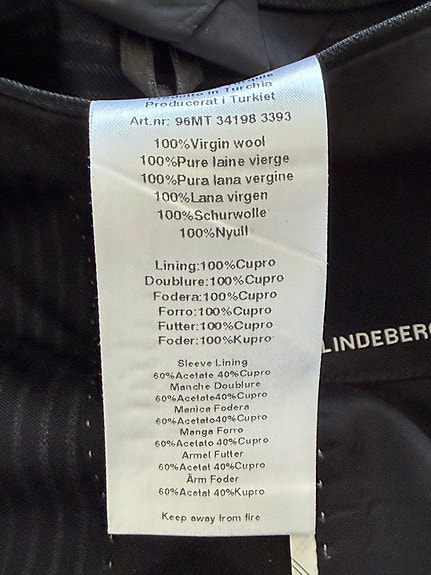 in Turchia
Producerat i Turkiet
Art.nr: 96MT 34198 3393
100%Virgin wool
100%Pure laine vierge
100%Pura lana vergine
100%Lana virgen
100%Schurwolle
100%Nyull
Lining:100%Cupro
Doublure:100%Cupro
Fodera:100%Cupro
Forro:100%Cupro
Futter:100%Cupro
Foder:100%Kupro
LINDEBERG
Sleeve Lining
60%Acetate 40%Cupro
Manche Doublure
60%Acetate40%Cupro
Manica Fodera
60%Acetato40%Cupro
Manga Forro
60%Acetato 40%Cupro
Armel Futter
60%Acetat 40%Cupro
Ärm Foder
60%Acetat 40%Kupro
Keep away from fire